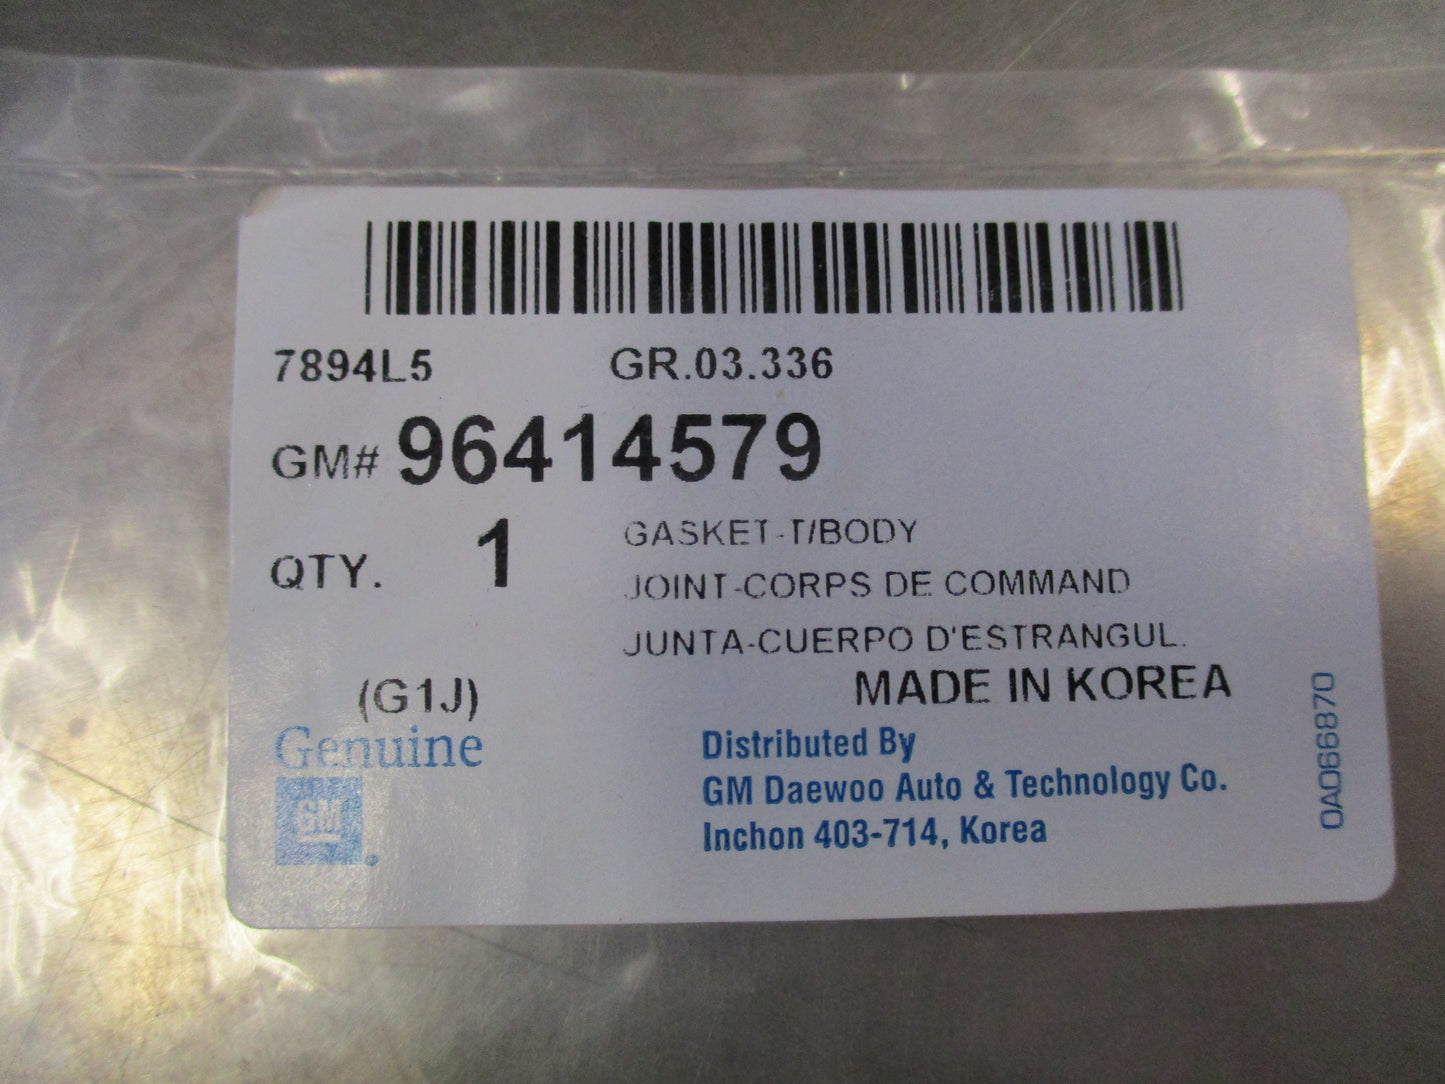 7894L5 GR.03.336
GM# 96414579
QTY. 1
GASKET-T/BODY
JOINT-CORPS DE COMMAND
JUNTA-CUERPO D'ESTRANGUL.
(G1J)
MADE IN KOREA
Genuine
GM
Distributed By
GM Daewoo Auto & Technology Co.
Inchon 403-714, Korea
0A066870